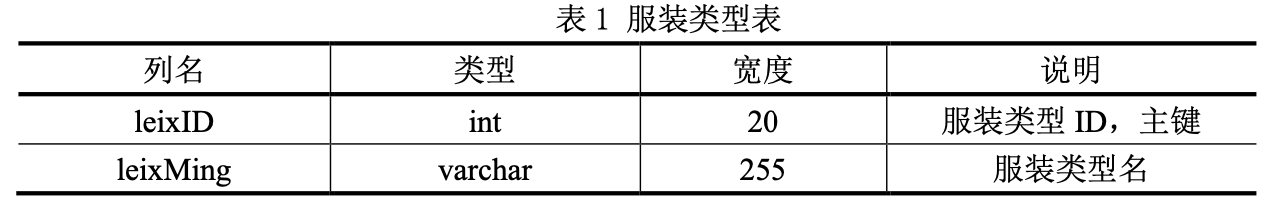 表 1 服装类型表
列名 类型 宽度 说明
leixID int 20 服装类型 ID，主键
leixMing varchar 255 服装类型名